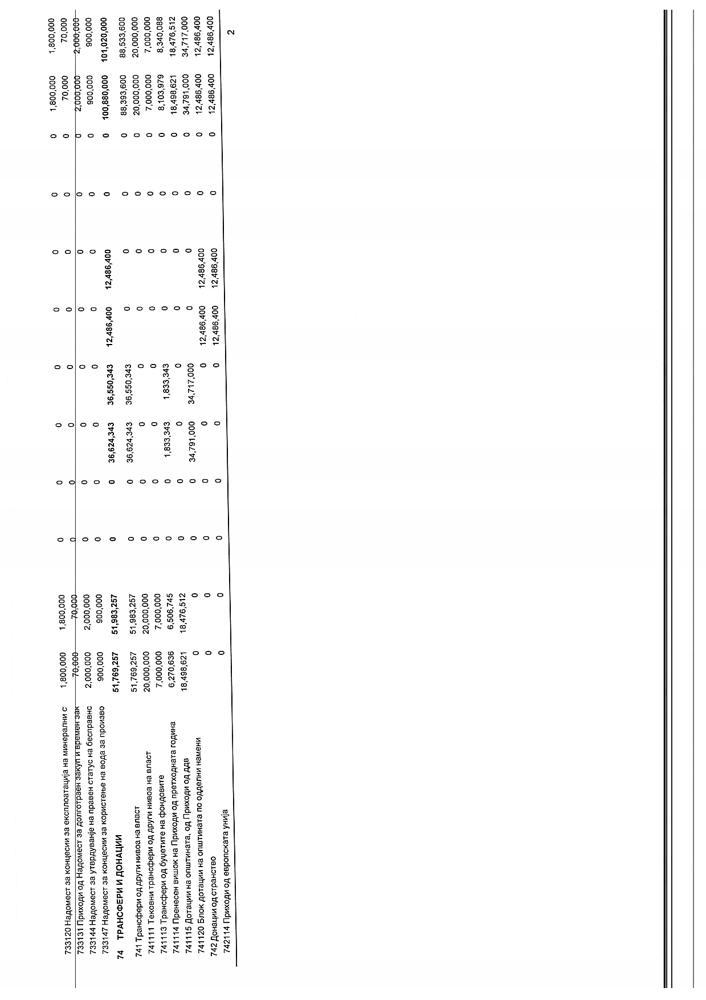 733120 Надомест за концесии за експлоатација на минерални с 1,800,000 1,800,000 0 0 0 0 0 0 0 0 1,800,000 1,800,000
733131 Приходи од Надомест за долготраен закуп и времен зак 70,000 70,000 0 0 0 0 0 0 0 0 70,000 70,000
733144 Надомест за утврдување на правен статус на бесправно 2,000,000 2,000,000 0 0 0 0 0 0 0 0 2,000,000 2,000,000
733147 Надомест за концесии за користење на вода за произво 900,000 900,000 0 0 0 0 0 0 0 0 900,000 900,000
74 ТРАНСФЕРИ И ДОНАЦИИ 51,769,257 51,983,257 0 0 36,624,343 36,550,343 12,486,400 12,486,400 0 0 100,880,000 101,020,000
741 Трансфери од други нивоа на власт 51,769,257 51,983,257 0 0 36,624,343 36,550,343 0 0 0 0 88,393,600 88,533,600
741111 Тековни трансфери од други нивоа на власт 20,000,000 20,000,000 0 0 0 0 0 0 0 0 20,000,000 20,000,000
741113 Трансфери од буџетите на фондовите 7,000,000 7,000,000 0 0 0 0 0 0 0 0 7,000,000 7,000,000
741114 Пренесен вишок на Приходи од претходната година 6,270,636 6,506,745 0 0 1,833,343 1,833,343 0 0 0 0 8,103,979 8,340,088
741115 Дотации на општината, од Приходи од ддв 18,498,621 18,476,512 0 0 0 0 0 0 0 0 18,498,621 18,476,512
741120 Блок дотации на општината по одделни намени 0 0 0 0 34,791,000 34,717,000 0 0 0 0 34,791,000 34,717,000
742 Донации од странство 0 0 0 0 0 0 12,486,400 12,486,400 0 0 12,486,400 12,486,400
742114 Приходи од европската унија 0 0 0 0 0 0 12,486,400 12,486,400 0 0 12,486,400 12,486,400
2